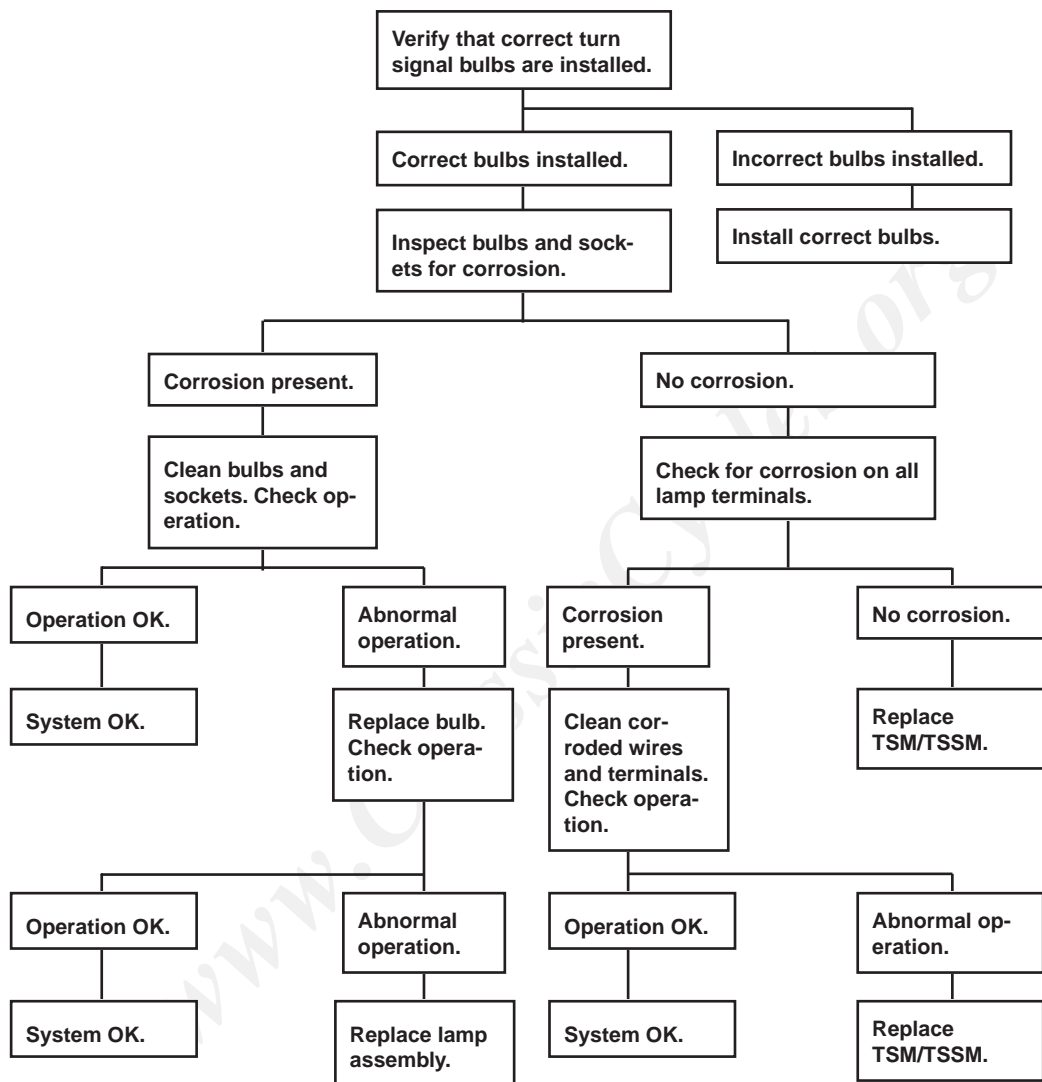 Verify that correct turn
signal bulbs are installed.
Correct bulbs installed.
Incorrect bulbs installed.
Inspect bulbs and sock-
ets for corrosion.
Install correct bulbs.
Corrosion present.
No corrosion.
Clean bulbs and
sockets. Check op-
eration.
Check for corrosion on all
lamp terminals.
Operation OK.
Abnormal
operation.
Corrosion
present.
No corrosion.
System OK.
Replace bulb.
Check opera-
tion.
Clean cor-
roded wires
and terminals.
Check opera-
tion.
Replace
TSM/TSSM.
Operation OK.
Abnormal
operation.
Operation OK.
Abnormal op-
eration.
System OK.
Replace lamp
assembly.
System OK.
Replace
TSM/TSSM.
www.ClassicCycles.org